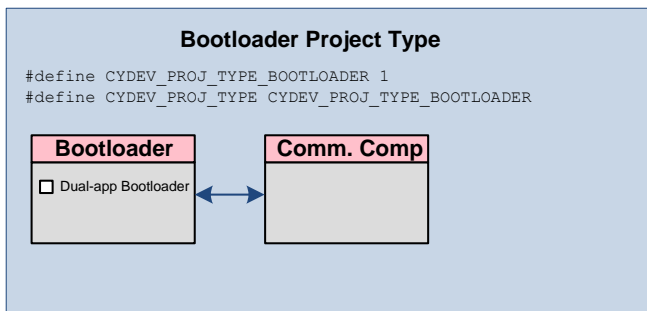 Bootloader Project Type
#define CYDEV_PROJ_TYPE_BOOTLOADER 1
#define CYDEV_PROJ_TYPE CYDEV_PROJ_TYPE_BOOTLOADER
Bootloader
Comm. Comp
Dual-app Bootloader